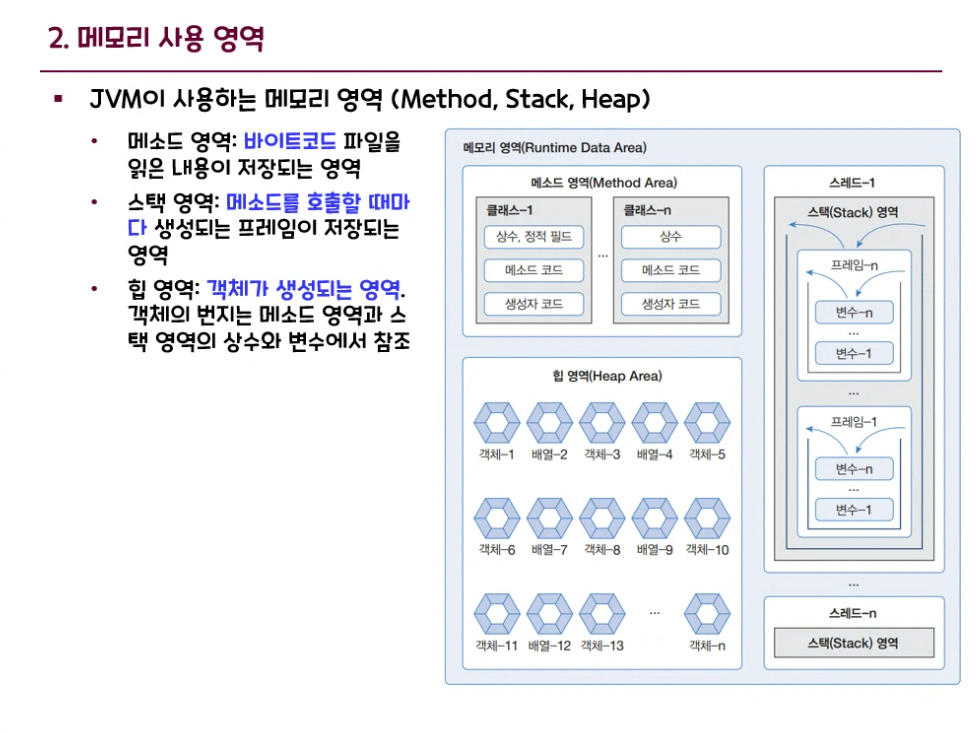 2. 메모리 사용 영역
▪ JVM이 사용하는 메모리 영역 (Method, Stack, Heap)
• 메소드 영역: 바이트코드 파일을
읽은 내용이 저장되는 영역
• 스택 영역: 메소드를 호출할 때마
다 생성되는 프레임이 저장되는
영역
• 힙 영역: 객체가 생성되는 영역.
객체의 번지는 메소드 영역과 스
택 영역의 상수와 변수에서 참조
메모리 영역(Runtime Data Area)
메소드 영역(Method Area)
클래스-1
상수, 정적 필드
메소드 코드
생성자 코드
...
클래스-n
상수
메소드 코드
생성자 코드
힙 영역(Heap Area)
객체-1 배열-2 객체-3 배열-4 객체-5
객체-6 배열-7 객체-8 배열-9 객체-10
...
객체-11 배열-12 객체-13 객체-n
스레드-1
스택(Stack) 영역
프레임-n
변수-n
...
변수-1
...
프레임-1
변수-n
...
변수-1
...
스레드-n
스택(Stack) 영역